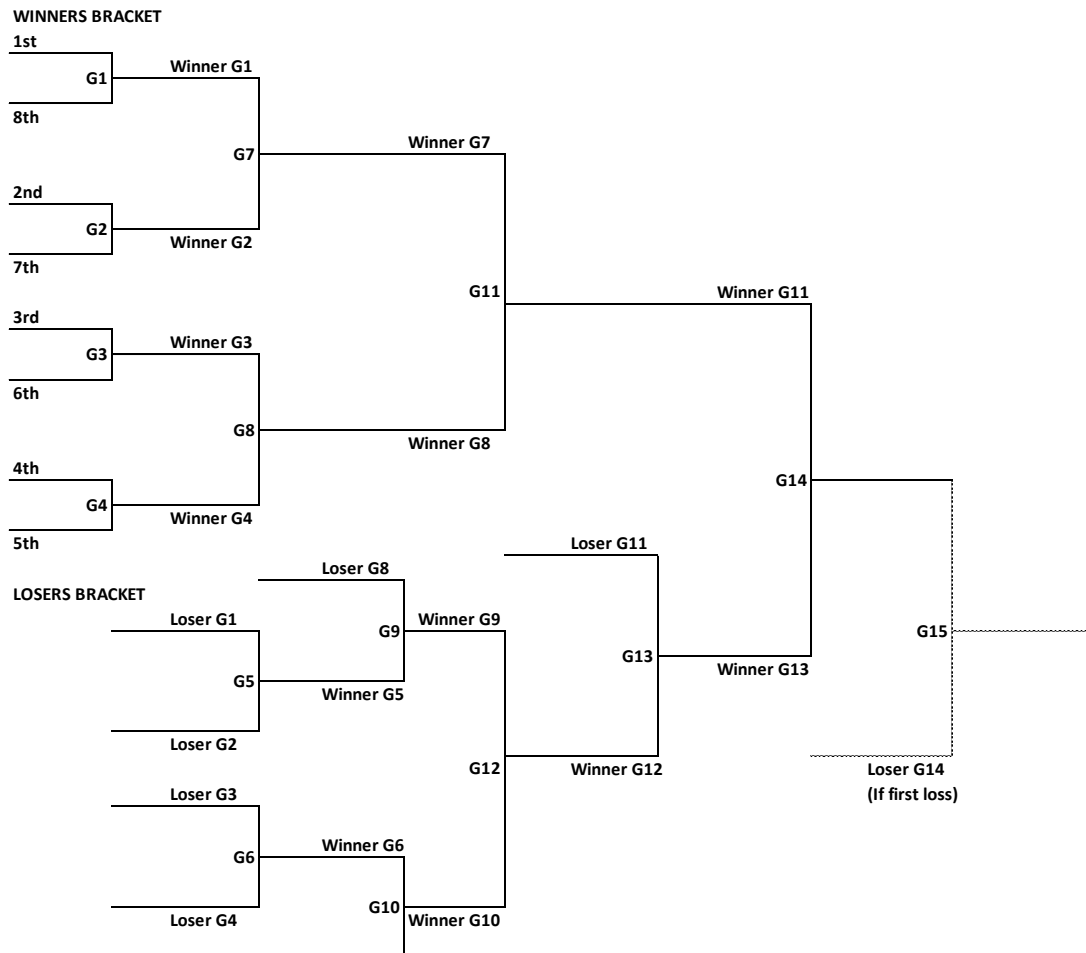 WINNERS BRACKET
1st
G1
Winner G1
8th
G7
Winner G7
2nd
G2
Winner G2
7th
G11
Winner G11
3rd
G3
Winner G3
6th
G8
Winner G8
4th
G4
Winner G4
5th
G14
LOSERS BRACKET
Loser G11
Loser G8
Loser G1
G9
Winner G9
G15
G5
Winner G5
G13
Winner G13
Loser G2
G12
Winner G12
Loser G14
(If first loss)
Loser G3
G6
Winner G6
Loser G4
G10
Winner G10